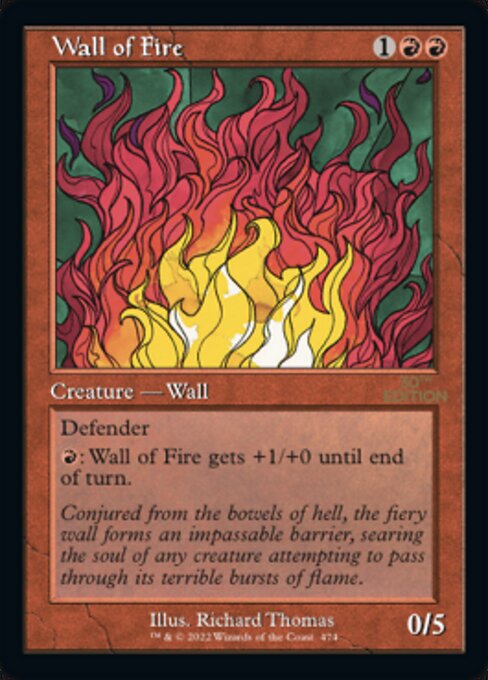 Wall of Fire 1
30TH EDITION
Creature — Wall
Defender
: Wall of Fire gets +1/+0 until end
of turn.
Conjured from the bowels of hell, the fiery
wall forms an impassable barrier, searing
the soul of any creature attempting to pass
through its terrible bursts of flame.
Illus. Richard Thomas
™ & © 2022 Wizards of the Coast 474
0/5